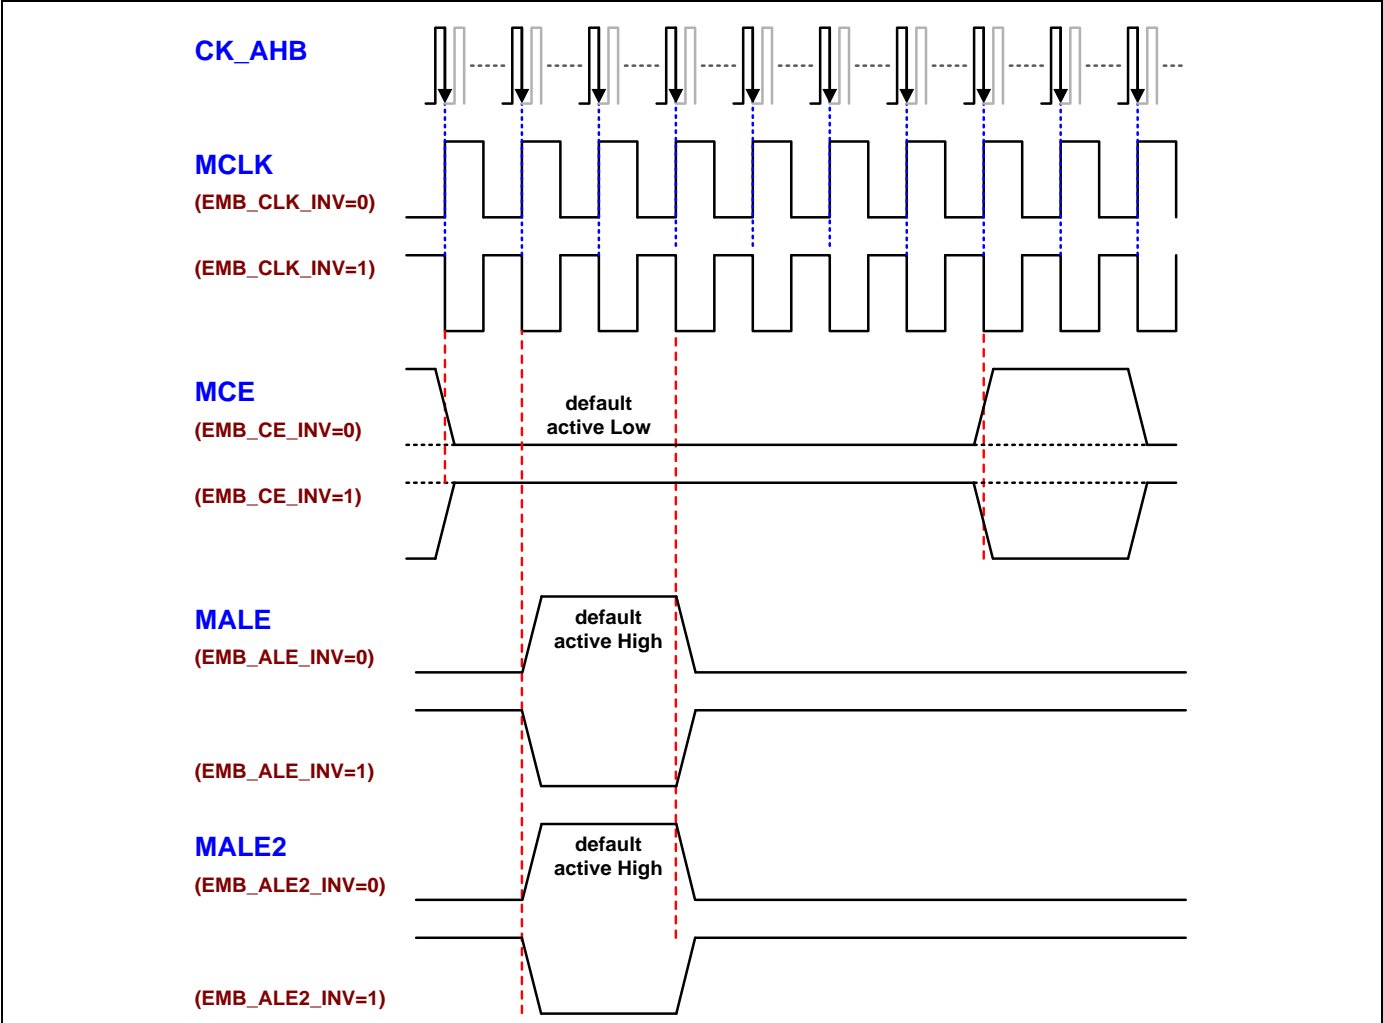 CK_AHB
MCLK
(EMB_CLK_INV=0)
(EMB_CLK_INV=1)
MCE
(EMB_CE_INV=0)
default
active Low
(EMB_CE_INV=1)
MALE
(EMB_ALE_INV=0)
default
active High
(EMB_ALE_INV=1)
MALE2
(EMB_ALE2_INV=0)
default
active High
(EMB_ALE2_INV=1)